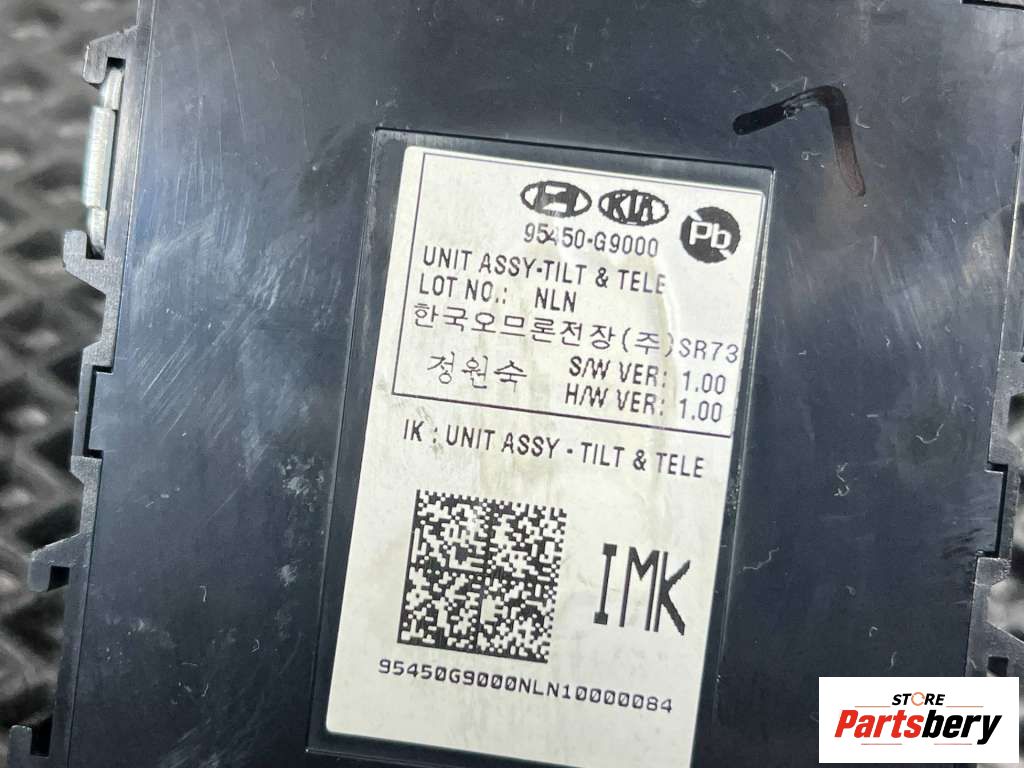 KIA
Pb
95450-G9000
UNIT ASSY-TILT & TELE
LOT NO.: NLN
한국오므론전장(주)SR73
정원숙 S/W VER: 1.00
H/W VER: 1.00
IK : UNIT ASSY - TILT & TELE
IMK
95450G9000NLN10000084
STORE
Partsbery